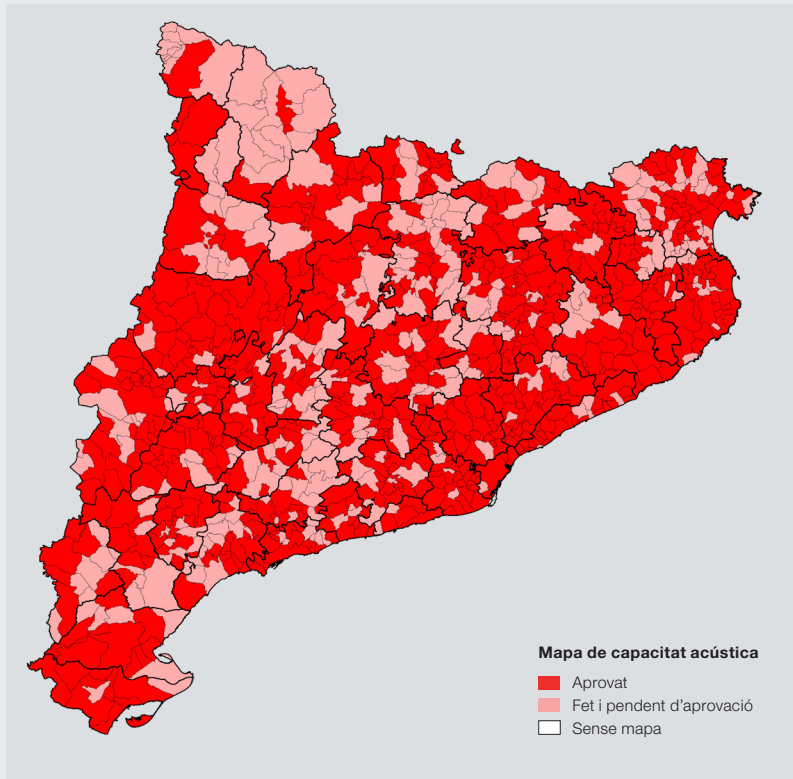 Mapa de capacitat acústica
Aprovat
Fet i pendent d'aprovació
Sense mapa